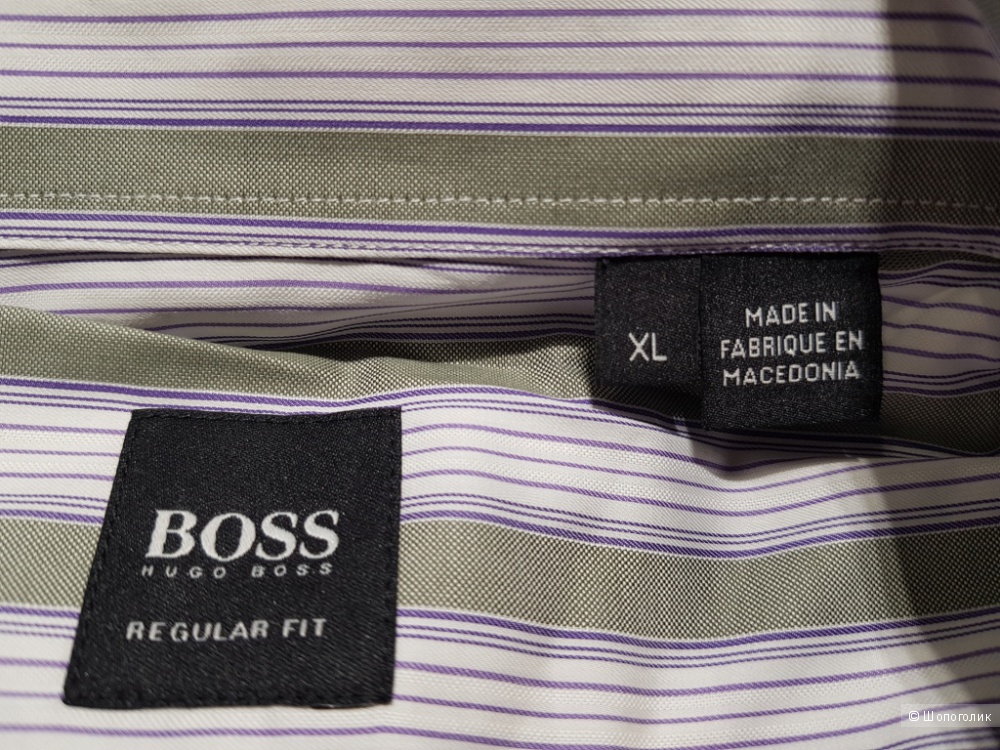 XL
MADE IN
FABRIQUE EN
MACEDONIA
BOSS
HUGO BOSS
REGULAR FIT
© Шопоголик